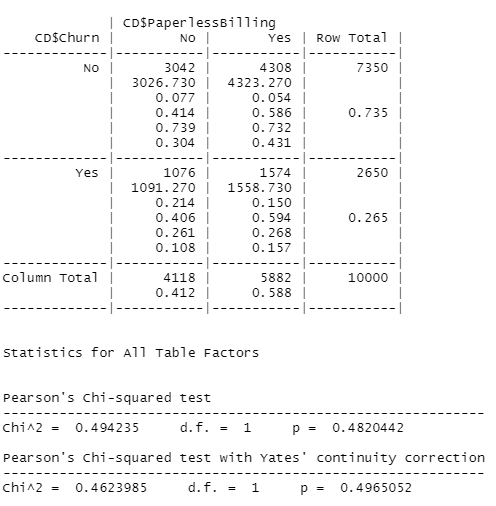 | CD$PaperlessBilling
    CD$Churn |        No |       Yes | Row Total |
-------------|-----------|-----------|-----------|
          No |      3042 |      4308 |      7350 |
             |  3026.730 |  4323.270 |           |
             |     0.077 |     0.054 |           |
             |     0.414 |     0.586 |     0.735 |
             |     0.739 |     0.732 |           |
             |     0.304 |     0.431 |           |
-------------|-----------|-----------|-----------|
         Yes |      1076 |      1574 |      2650 |
             |  1091.270 |  1558.730 |           |
             |     0.214 |     0.150 |           |
             |     0.406 |     0.594 |     0.265 |
             |     0.261 |     0.268 |           |
             |     0.108 |     0.157 |           |
-------------|-----------|-----------|-----------|
Column Total |      4118 |      5882 |     10000 |
             |     0.412 |     0.588 |           |
-------------|-----------|-----------|-----------|
Statistics for All Table Factors
Pearson's Chi-squared test
------------------------------------------------------------
Chi^2 =  0.494235     d.f. =  1     p =  0.4820442
Pearson's Chi-squared test with Yates' continuity correction
------------------------------------------------------------
Chi^2 =  0.4623985     d.f. =  1     p =  0.4965052